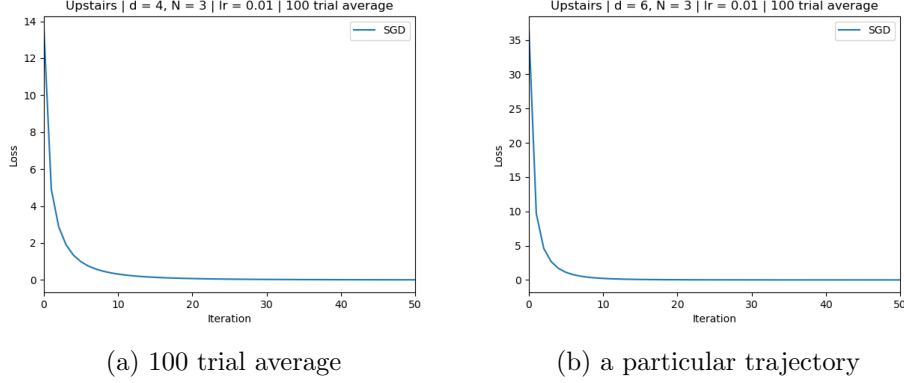 Upstairs | d = 4, N = 3 | lr = 0.01 | 100 trial average
14
12
10
8
6
4
2
0
Loss
SGD
0
10
20
30
40
50
Iteration
(a) 100 trial average
Upstairs | d = 6, N = 3 | lr = 0.01 | 100 trial average
35
30
25
20
15
10
5
0
Loss
SGD
0
10
20
30
40
50
Iteration
(b) a particular trajectory